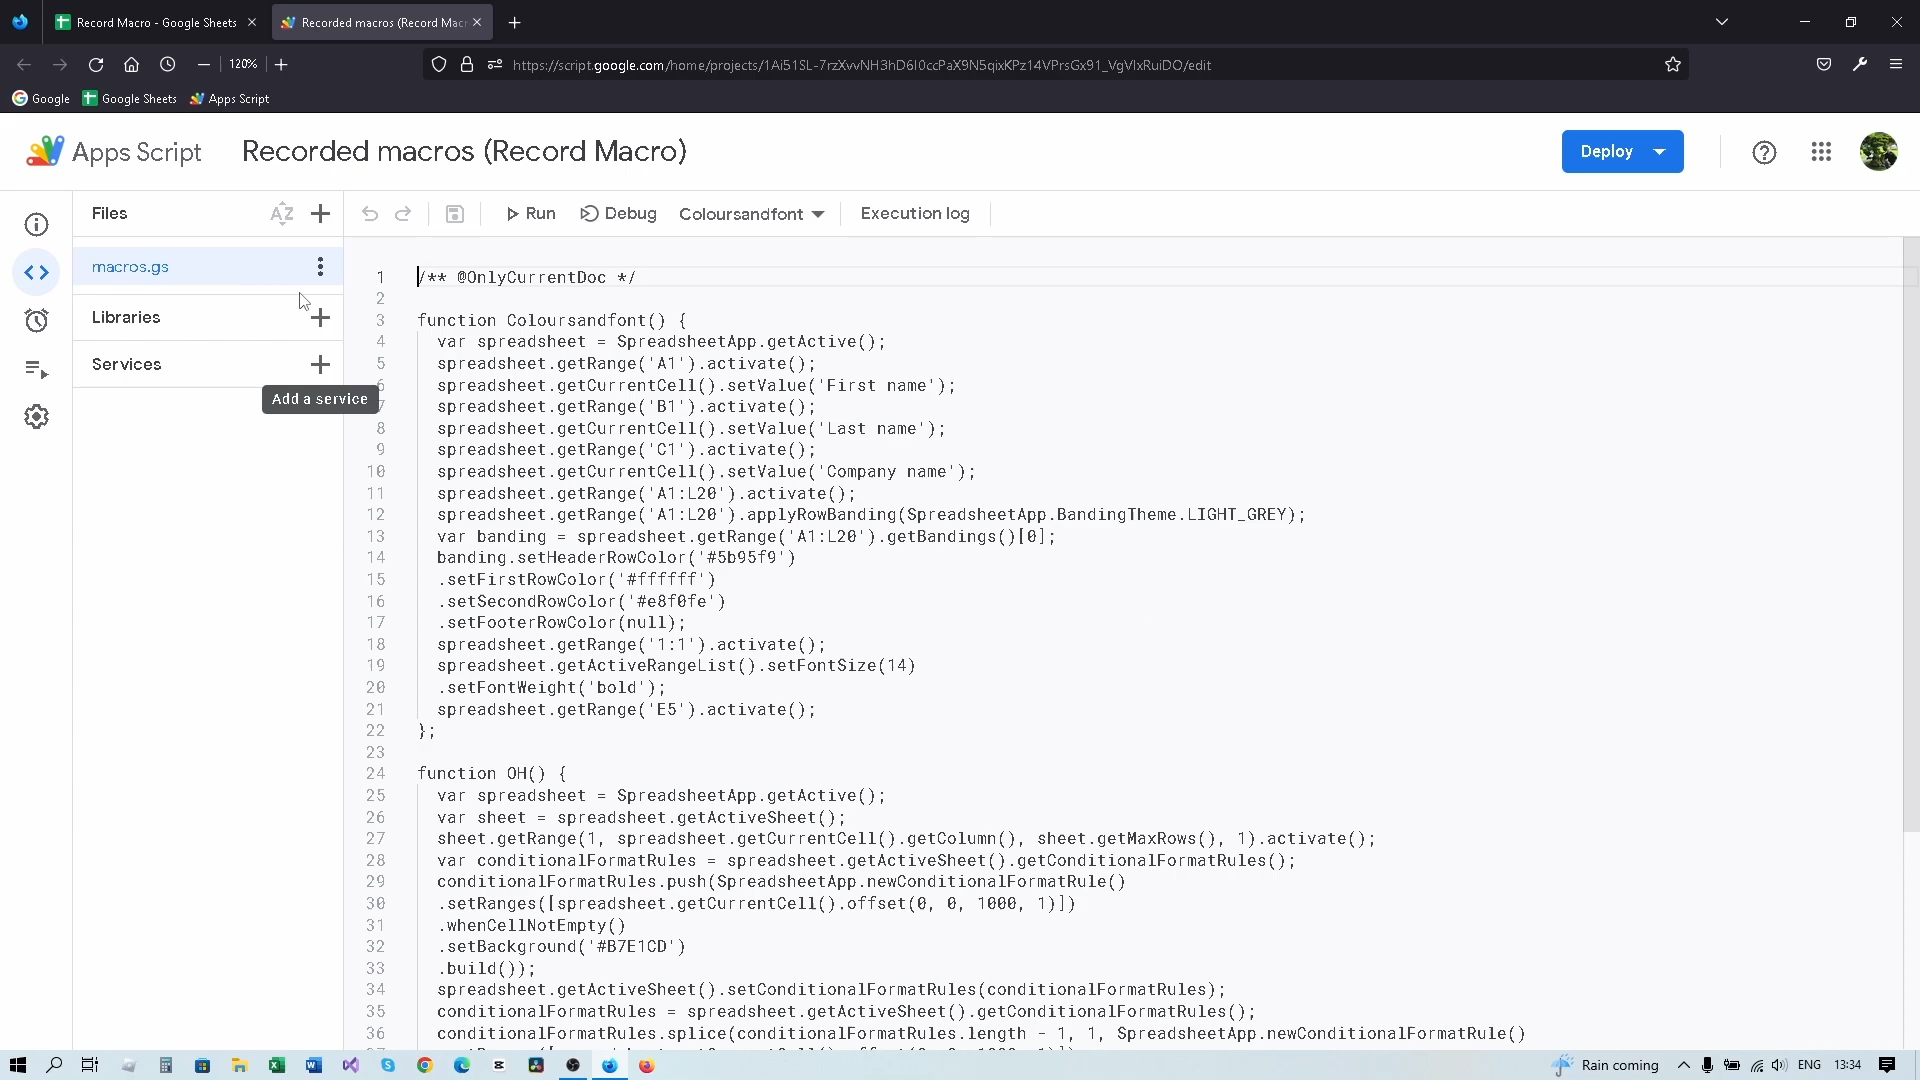 Record Macro - Google Sheets
Recorded macros (Record Mac
120%
https://script.google.com/home/projects/1Ai51SL-7rzXvvNH3hD6I0ccPaX9N5qixKPz14VPrsGx91_VgVIxRuiDO/edit
Google
Google Sheets
Apps Script
Apps Script
Recorded macros (Record Macro)
Deploy
Files
AZ
Run
Debug
Coloursandfont
Execution log
macros.gs
Libraries
Services
Add a service
1 /** @OnlyCurrentDoc */
2
3 function Coloursandfont() {
4 var spreadsheet = SpreadsheetApp.getActive();
5 spreadsheet.getRange('A1').activate();
6 spreadsheet.getCurrentCell().setValue('First name');
7 spreadsheet.getRange('B1').activate();
8 spreadsheet.getCurrentCell().setValue('Last name');
9 spreadsheet.getRange('C1').activate();
10 spreadsheet.getCurrentCell().setValue('Company name');
11 spreadsheet.getRange('A1:L20').activate();
12 spreadsheet.getRange('A1:L20').applyRowBanding(SpreadsheetApp.BandingTheme.LIGHT_GREY);
13 var banding = spreadsheet.getRange('A1:L20').getBandings()[0];
14 banding.setHeaderRowColor('#5b95f9')
15 .setFirstRowColor('#ffffff')
16 .setSecondRowColor('#e8f0fe')
17 .setFooterRowColor(null);
18 spreadsheet.getRange('1:1').activate();
19 spreadsheet.getActiveRangeList().setFontSize(14)
20 .setFontWeight('bold');
21 spreadsheet.getRange('E5').activate();
22 };
23
24 function OH() {
25 var spreadsheet = SpreadsheetApp.getActive();
26 var sheet = spreadsheet.getActiveSheet();
27 sheet.getRange(1, spreadsheet.getCurrentCell().getColumn(), sheet.getMaxRows(), 1).activate();
28 var conditionalFormatRules = spreadsheet.getActiveSheet().getConditionalFormatRules();
29 conditionalFormatRules.push(SpreadsheetApp.newConditionalFormatRule()
30 .setRanges([spreadsheet.getCurrentCell().offset(0, 0, 1000, 1)])
31 .whenCellNotEmpty()
32 .setBackground('#B7E1CD')
33 .build());
34 spreadsheet.getActiveSheet().setConditionalFormatRules(conditionalFormatRules);
35 conditionalFormatRules = spreadsheet.getActiveSheet().getConditionalFormatRules();
36 conditionalFormatRules.splice(conditionalFormatRules.length - 1, 1, SpreadsheetApp.newConditionalFormatRule()
Rain coming
ENG
13:34